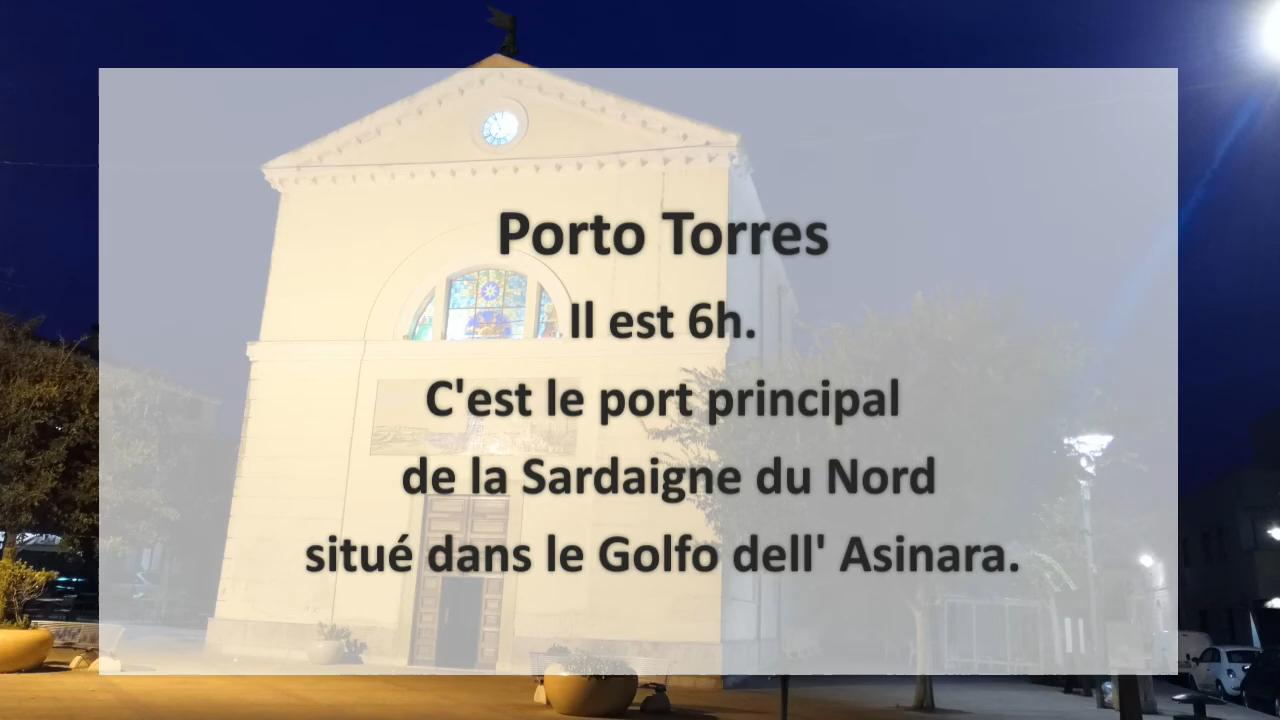 Porto Torres
Il est 6h.
C'est le port principal
de la Sardaigne du Nord
situé dans le Golfo dell' Asinara.